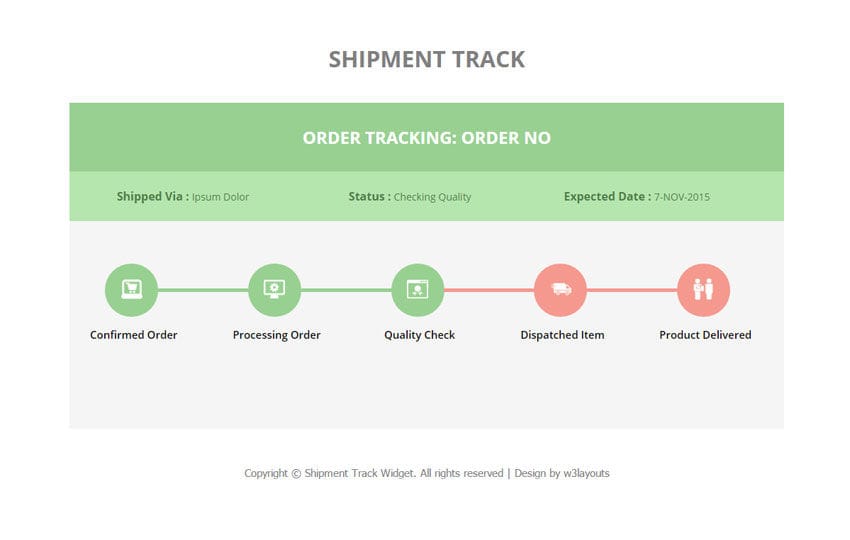 SHIPMENT TRACK
ORDER TRACKING: ORDER NO
Shipped Via : Ipsum Dolor Status : Checking Quality Expected Date : 7-NOV-2015
Confirmed Order Processing Order Quality Check Dispatched Item Product Delivered
Copyright © Shipment Track Widget. All rights reserved | Design by w3layouts